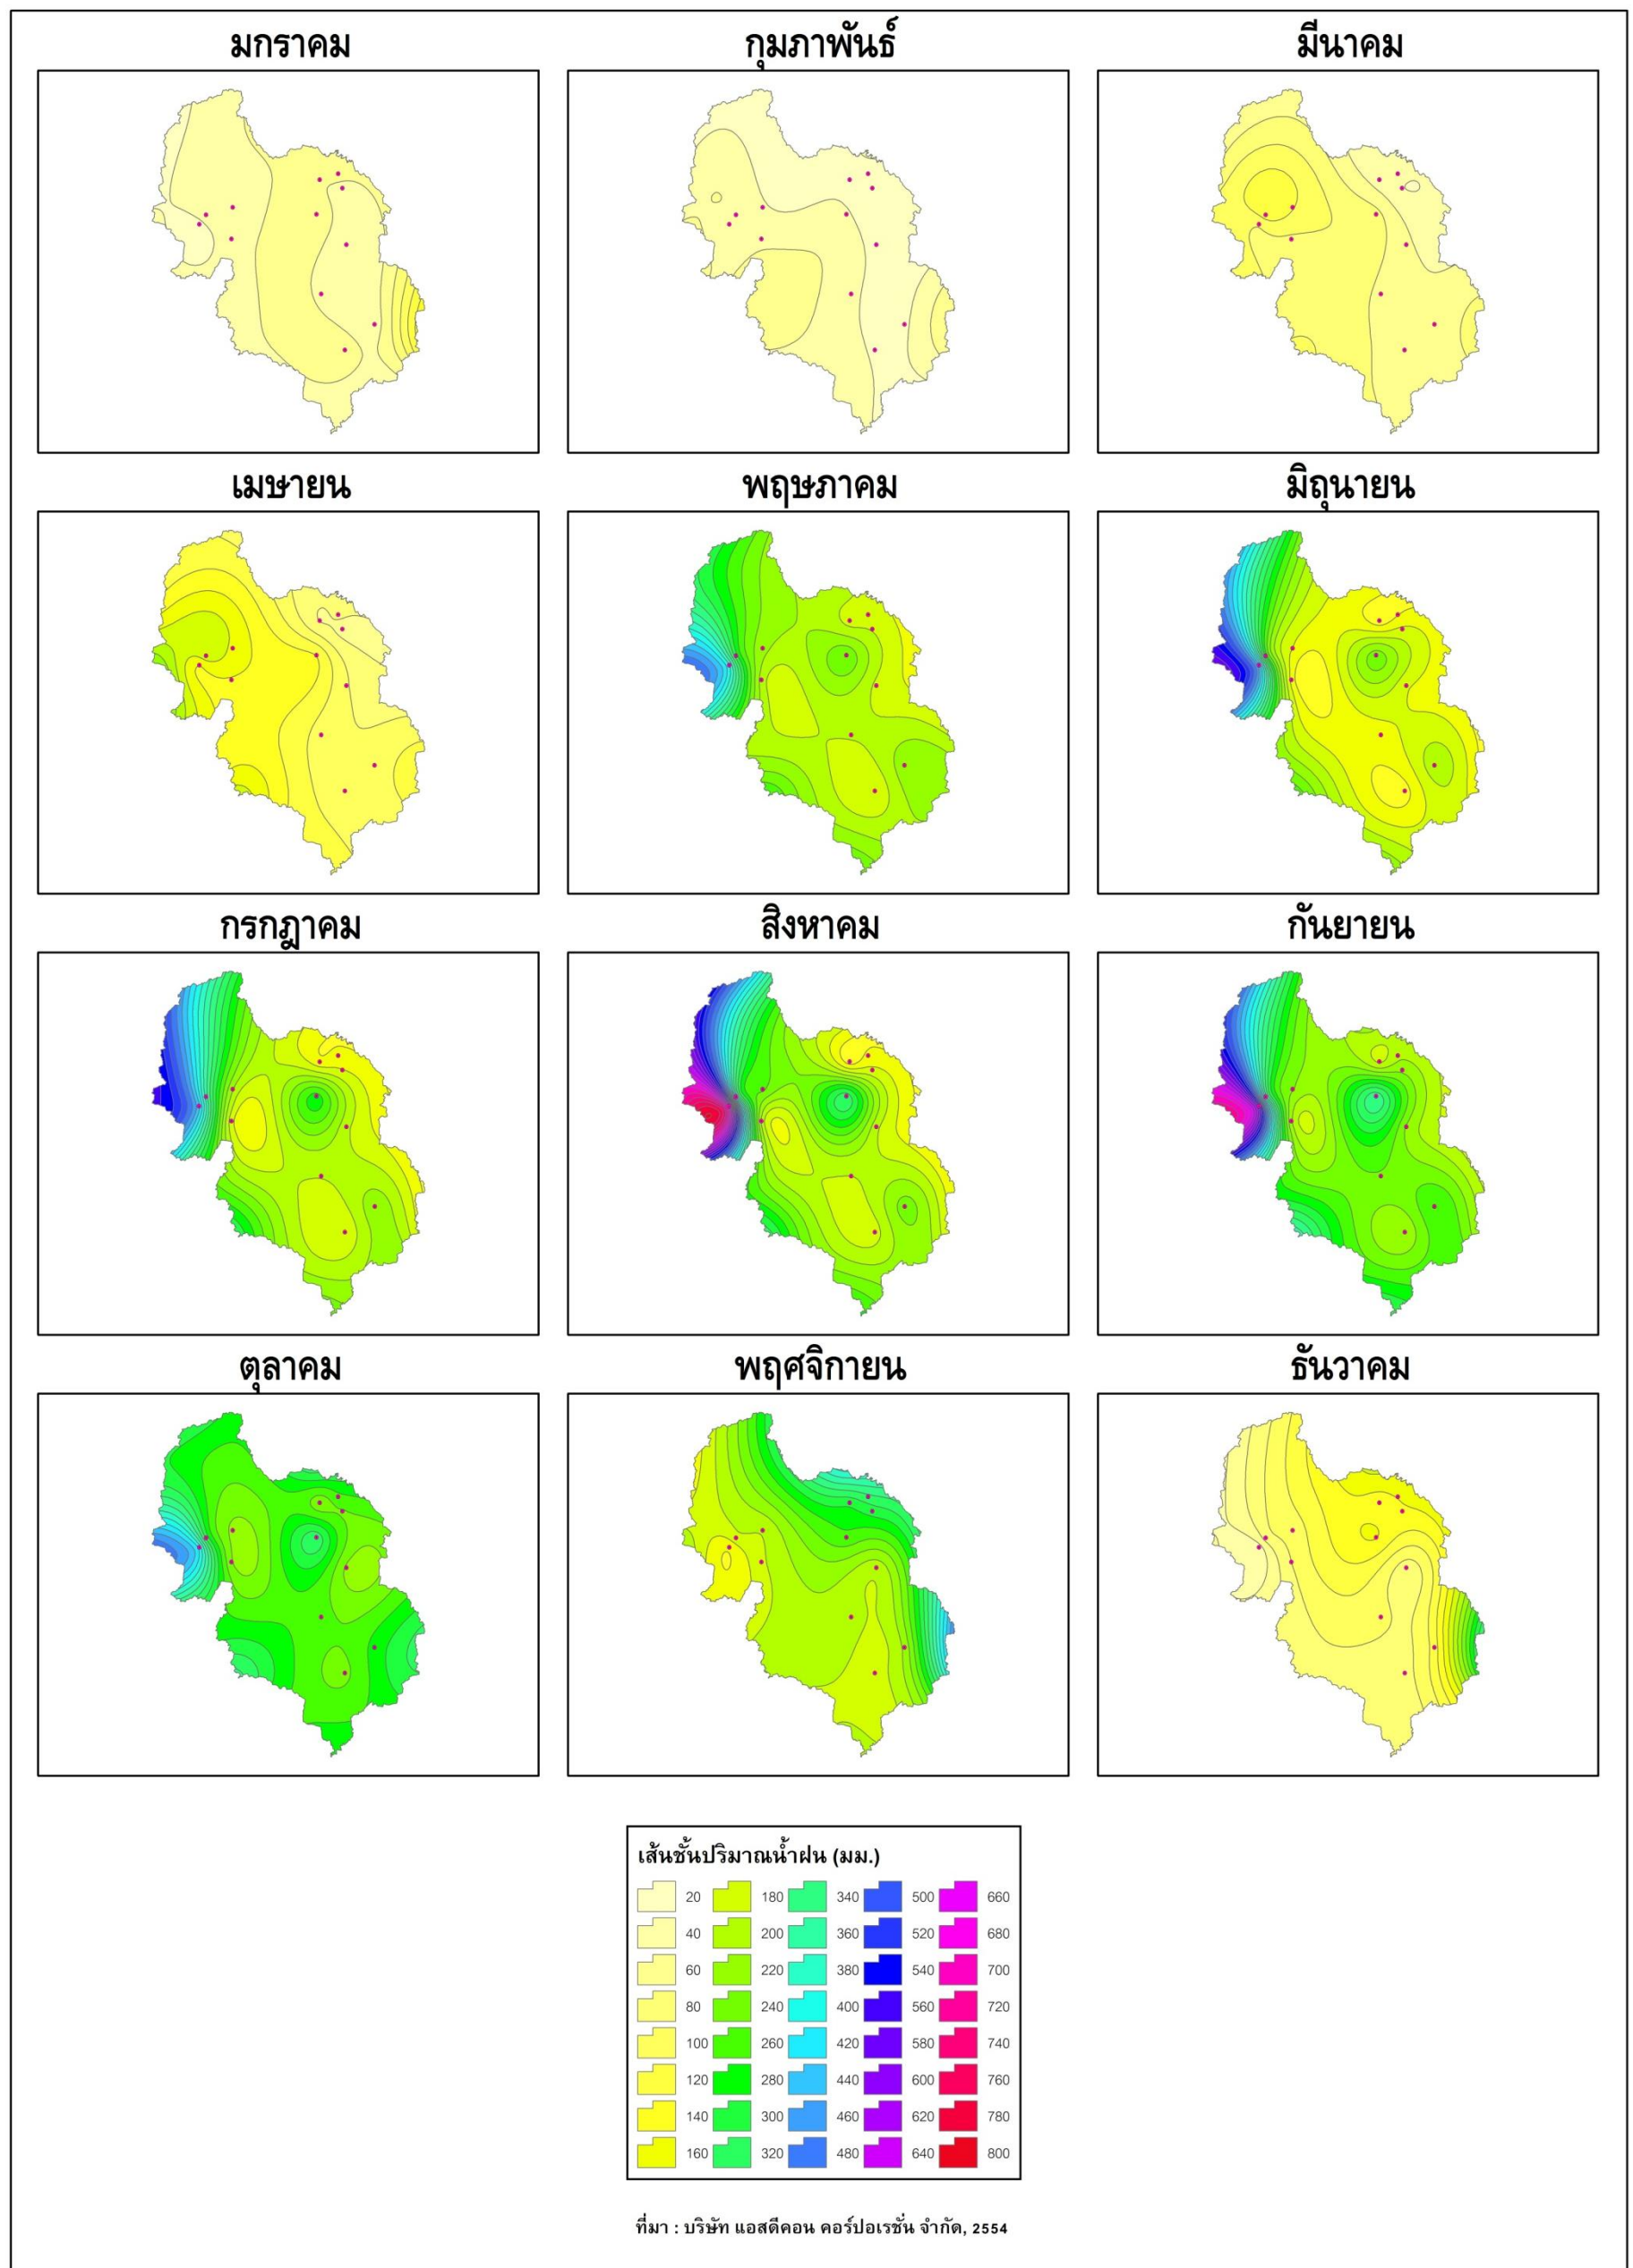 มกราคม กุมภาพันธ์ มีนาคม
เมษายน พฤษภาคม มิถุนายน
กรกฎาคม สิงหาคม กันยายน
ตุลาคม พฤศจิกายน ธันวาคม
เส้นชั้นปริมาณน้ำฝน (มม.)
20 180 340 500 660
40 200 360 520 680
60 220 380 540 700
80 240 400 560 720
100 260 420 580 740
120 280 440 600 760
140 300 460 620 780
160 320 480 640 800
ที่มา : บริษัท แอสดีคอน คอร์ปอเรชั่น จำกัด, 2554